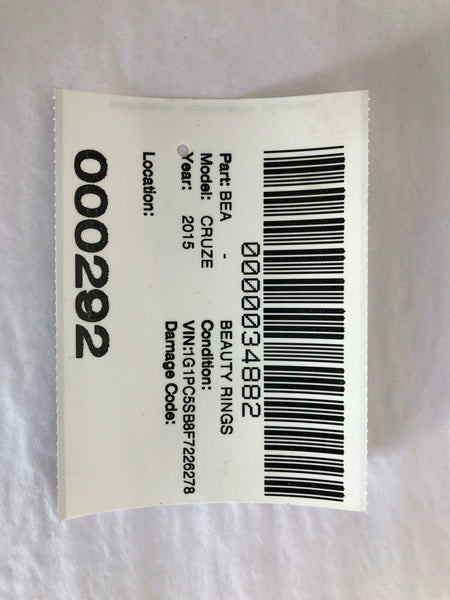 0000034882
Part: BEA - BEAUTY RINGS
Model: CRUZE Condition:
Year: 2015 VIN:1G1PC5SB8F7226278
Damage Code:
Location:
000292